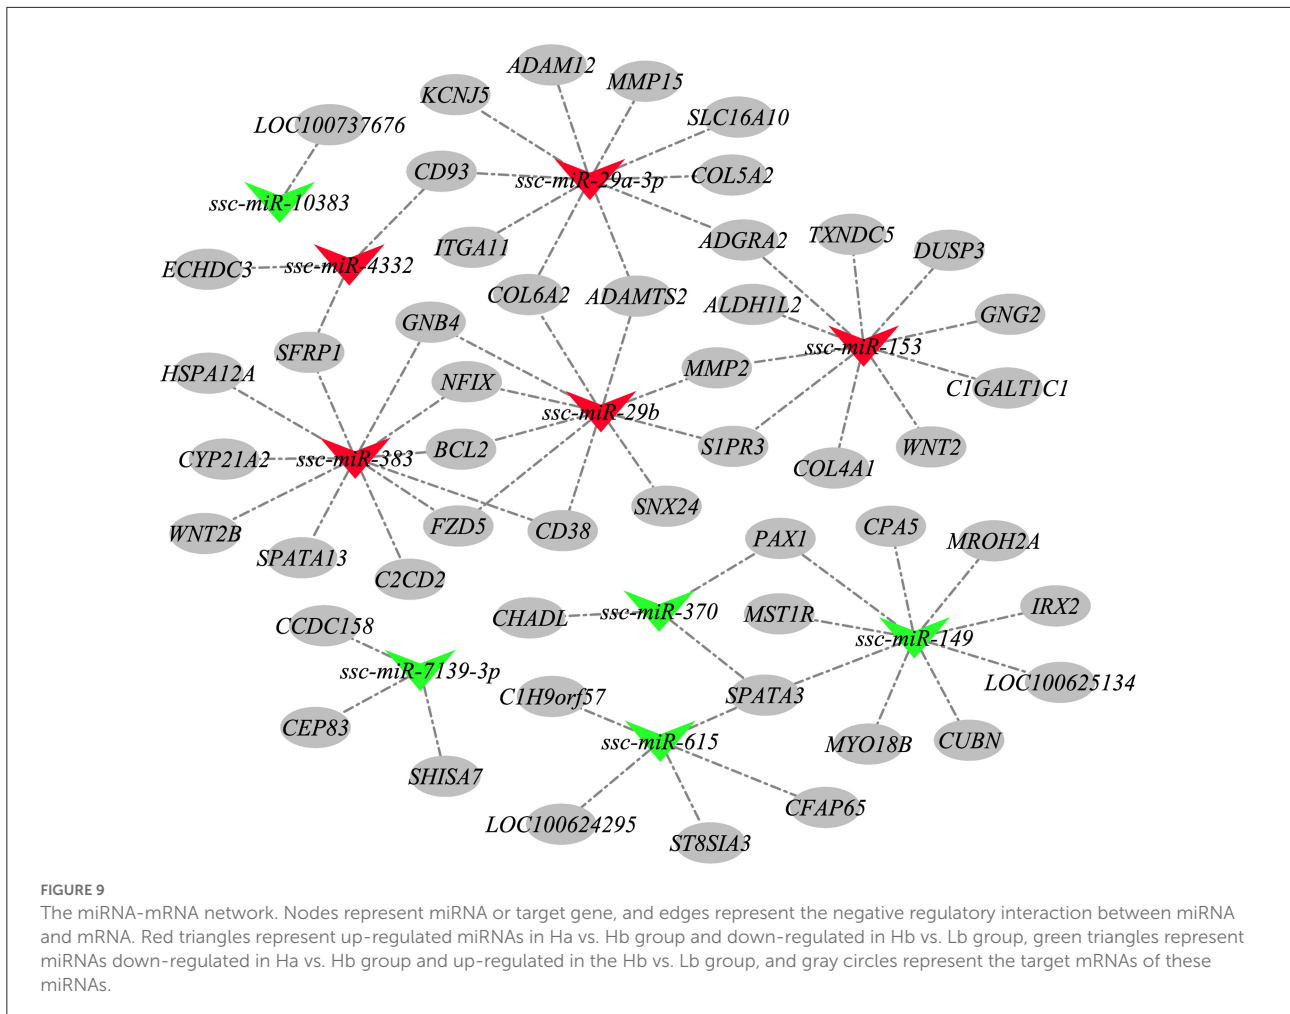 ADAM12
MMP15
KCNJ5
SLC16A10
LOC100737676
CD93
ssc-miR-29a-3p
COL5A2
ssc-miR-10383
ITGA11
ADGRA2
TXNDC5
DUSP3
ECHDC3
ssc-miR-4332
COL6A2
ADAMTS2
ALDH1L2
GNG2
GNB4
SFRP1
ssc-miR-153
HSPA12A
NFIX
MMP2
C1GALT1C1
ssc-miR-29b
CYP21A2
ssc-miR-383
BCL2
S1PR3
WNT2
COL4A1
SNX24
WNT2B
FZD5
CD38
SPATA13
C2CD2
PAX1
CPA5
MROH2A
CHADL
ssc-miR-370
MST1R
IRX2
CCDC158
ssc-miR-149
ssc-miR-7139-3p
LOC100625134
C1H9orf57
SPATA3
CEP83
ssc-miR-615
MYO18B
CUBN
SHISA7
CFAP65
LOC100624295
ST8SIA3
FIGURE 9
The miRNA-mRNA network. Nodes represent miRNA or target gene, and edges represent the negative regulatory interaction between miRNA
and mRNA. Red triangles represent up-regulated miRNAs in Ha vs. Hb group and down-regulated in Hb vs. Lb group, green triangles represent
miRNAs down-regulated in Ha vs. Hb group and up-regulated in the Hb vs. Lb group, and gray circles represent the target mRNAs of these
miRNAs.